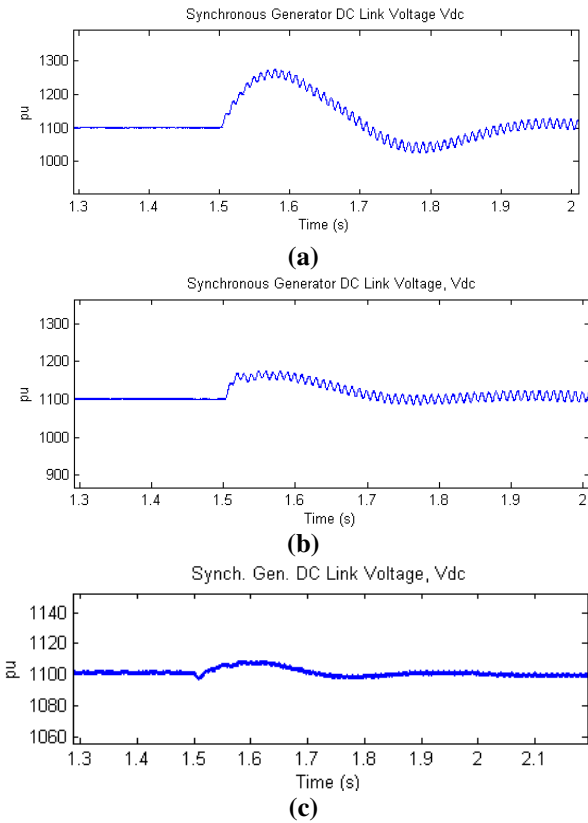 Synchronous Generator DC Link Voltage Vdc
1300
1200
1100
1000
pu
1.3 1.4 1.5 1.6 1.7 1.8 1.9 2
Time (s)
(a)
Synchronous Generator DC Link Voltage, Vdc
1300
1200
1100
1000
900
pu
1.3 1.4 1.5 1.6 1.7 1.8 1.9 2
Time (s)
(b)
Synch. Gen. DC Link Voltage, Vdc
1140
1120
1100
1080
1060
pu
1.3 1.4 1.5 1.6 1.7 1.8 1.9 2 2.1
Time (s)
(c)